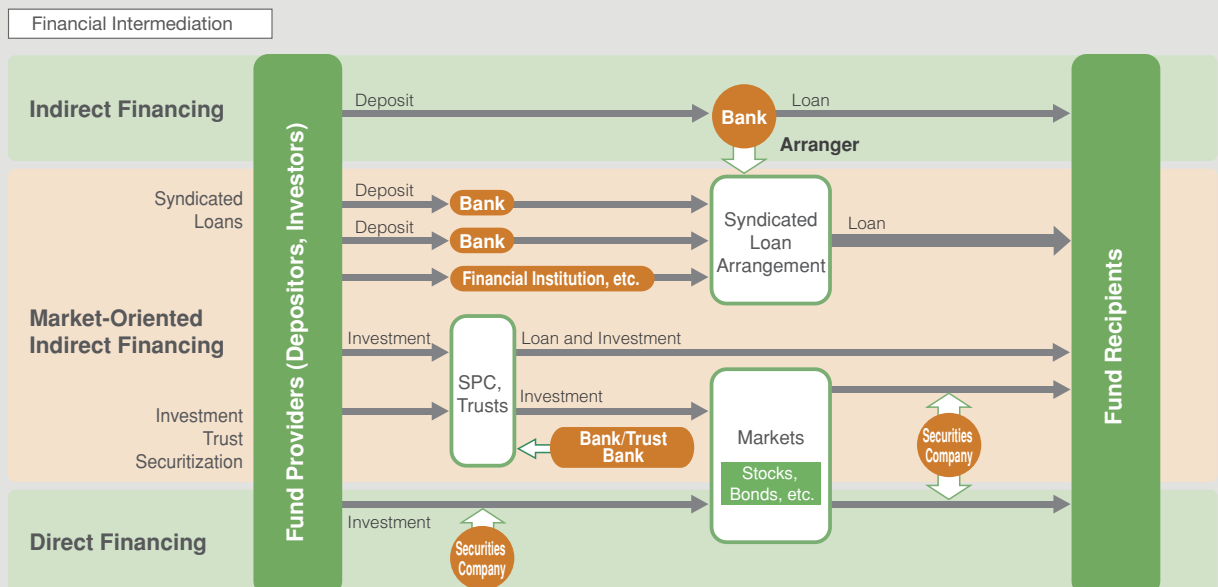 Financial Intermediation
Indirect Financing
Fund Providers (Depositors, Investors)
Deposit
Bank
Loan
Fund Recipients
Arranger
Syndicated
Loans
Deposit
Bank
Deposit
Bank
Financial Institution, etc.
Syndicated
Loan
Arrangement
Loan
Market-Oriented
Indirect Financing
Investment
SPC,
Trusts
Loan and Investment
Investment
Bank/Trust
Bank
Markets
Stocks,
Bonds, etc.
Securities
Company
Investment
Trust
Securitization
Direct Financing
Investment
Securities
Company